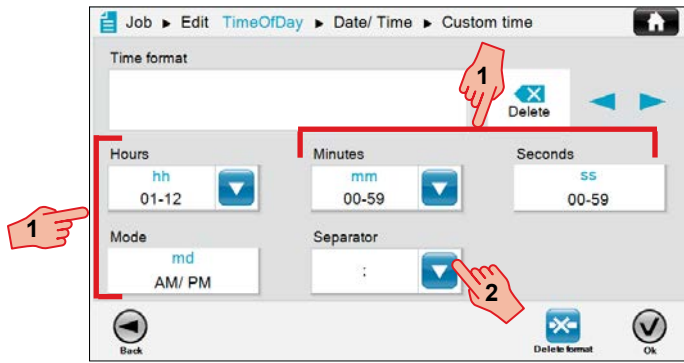 Job ► Edit TimeOfDay ► Date/ Time ► Custom time
Time format
1
Delete
Hours
Minutes
Seconds
hh
01-12
mm
00-59
ss
00-59
1
Mode
Separator
md
AM/ PM
:
2
Back
Delete format
Ok